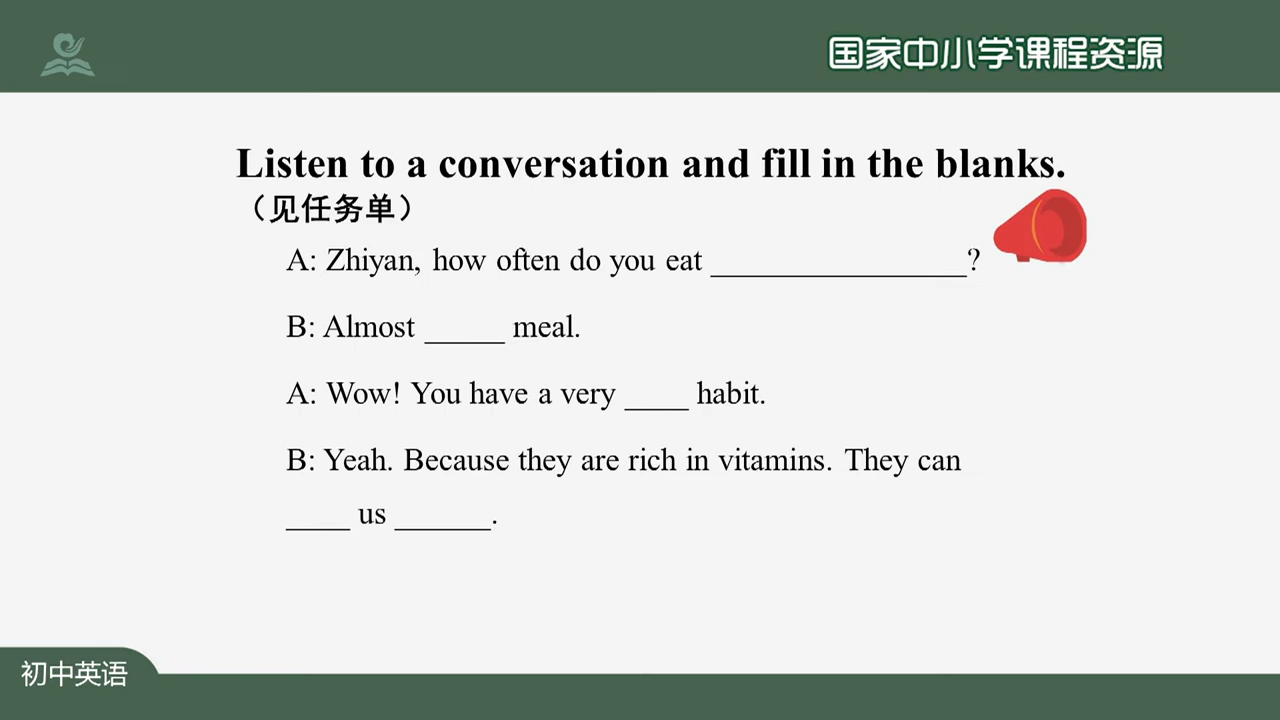 国家中小学课程资源
Listen to a conversation and fill in the blanks.
（见任务单）
A: Zhiyan, how often do you eat ________________?
B: Almost _____ meal.
A: Wow! You have a very ____ habit.
B: Yeah. Because they are rich in vitamins. They can
____ us ______.
初中英语